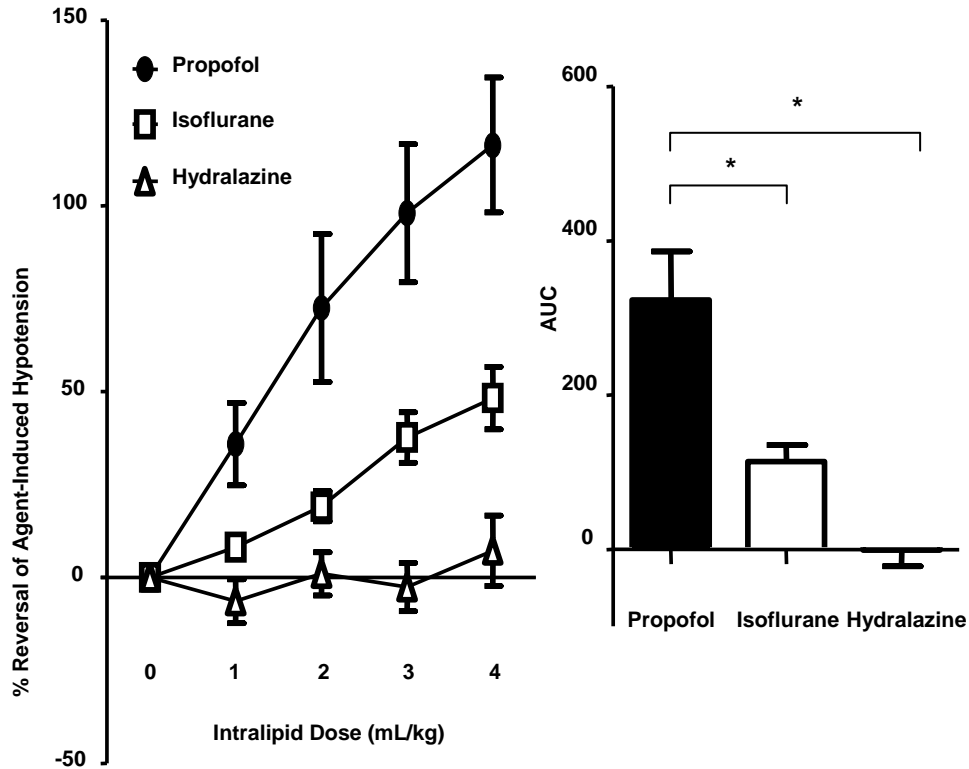 150
100
50
0
-50
% Reversal of Agent-Induced Hypotension
Propofol
Isoflurane
Hydralazine
0 1 2 3 4
Intralipid Dose (mL/kg)
600
400
200
0
AUC
*
*
Propofol Isoflurane Hydralazine